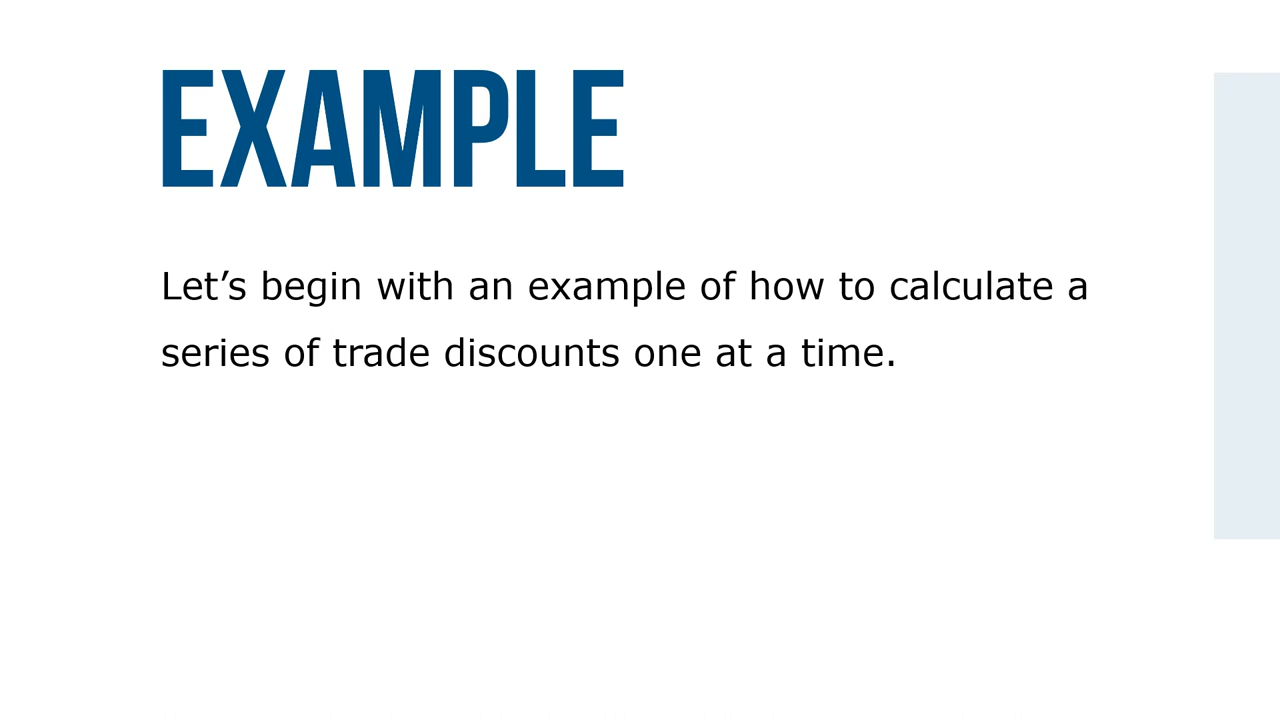 EXAMPLE
Let’s begin with an example of how to calculate a
series of trade discounts one at a time.